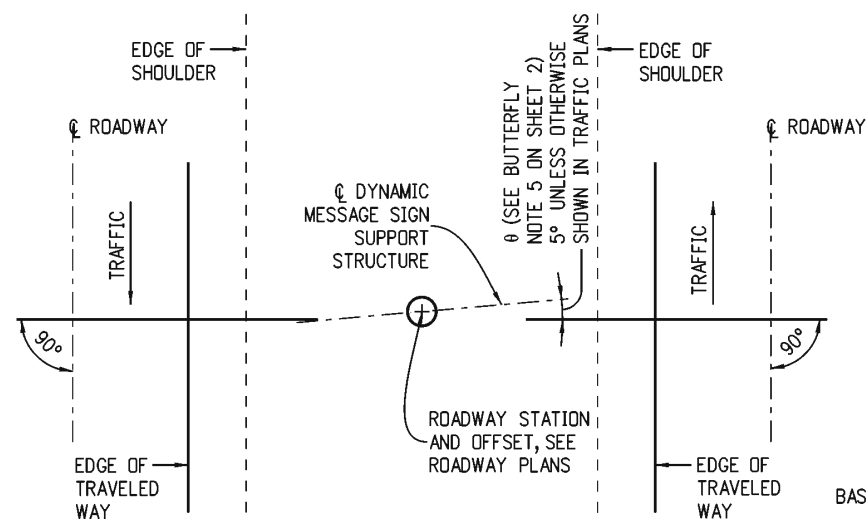 EDGE OF
SHOULDER
EDGE OF
SHOULDER
℄ ROADWAY
℄ ROADWAY
θ (SEE BUTTERFLY
NOTE 5 ON SHEET 2)
5° UNLESS OTHERWISE
SHOWN IN TRAFFIC PLANS
℄ DYNAMIC
MESSAGE SIGN
SUPPORT
STRUCTURE
TRAFFIC
TRAFFIC
90°
90°
ROADWAY STATION
AND OFFSET, SEE
ROADWAY PLANS
EDGE OF
TRAVELED
WAY
EDGE OF
TRAVELED
WAY
BAS